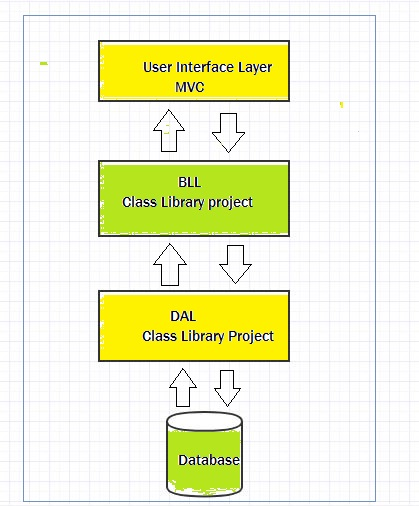 User Interface Layer
MVC
BLL
Class Library project
DAL
Class Library Project
Database